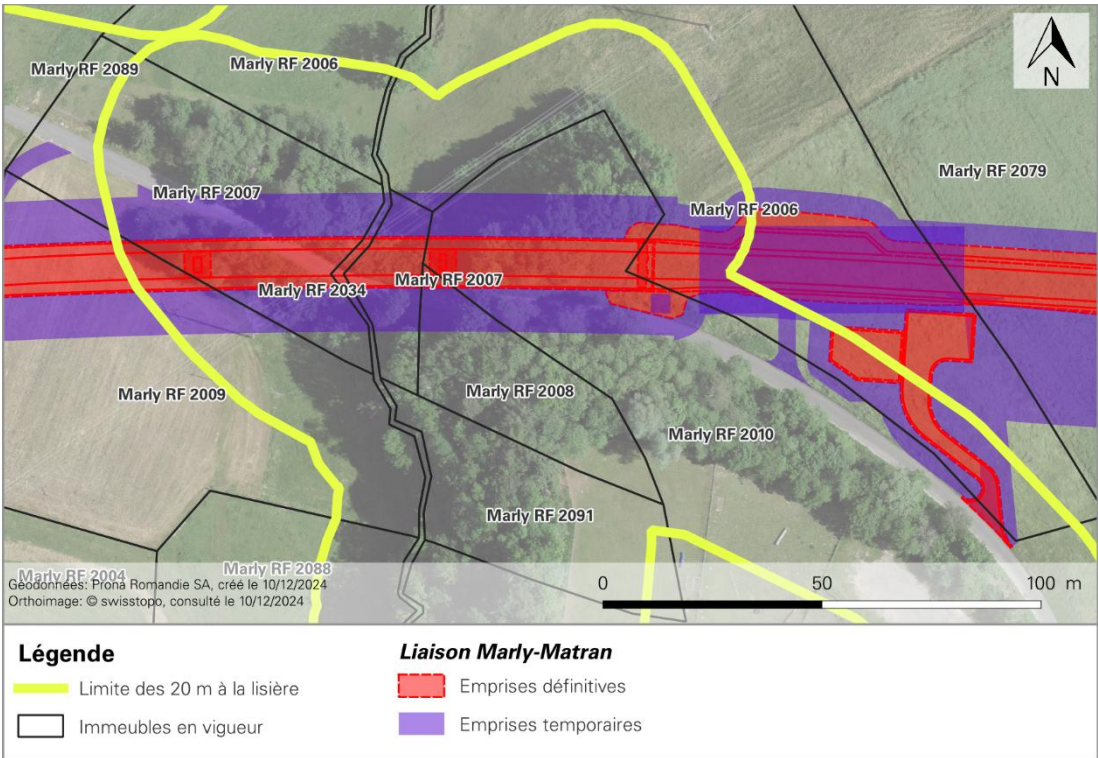 N
Marly RF 2089
Marly RF 2006
Marly RF 2079
Marly RF 2007
Marly RF 2006
Marly RF 2034
Marly RF 2007
Marly RF 2009
Marly RF 2008
Marly RF 2010
Marly RF 2091
Marly RF 2004
Marly RF 2088
Géodonnées: Prona Romandie SA, créé le 10/12/2024
Orthoimage: © swisstopo, consulté le 10/12/2024
0 50 100 m
Légende
Limite des 20 m à la lisière
Immeubles en vigueur
Liaison Marly-Matran
Emprises définitives
Emprises temporaires